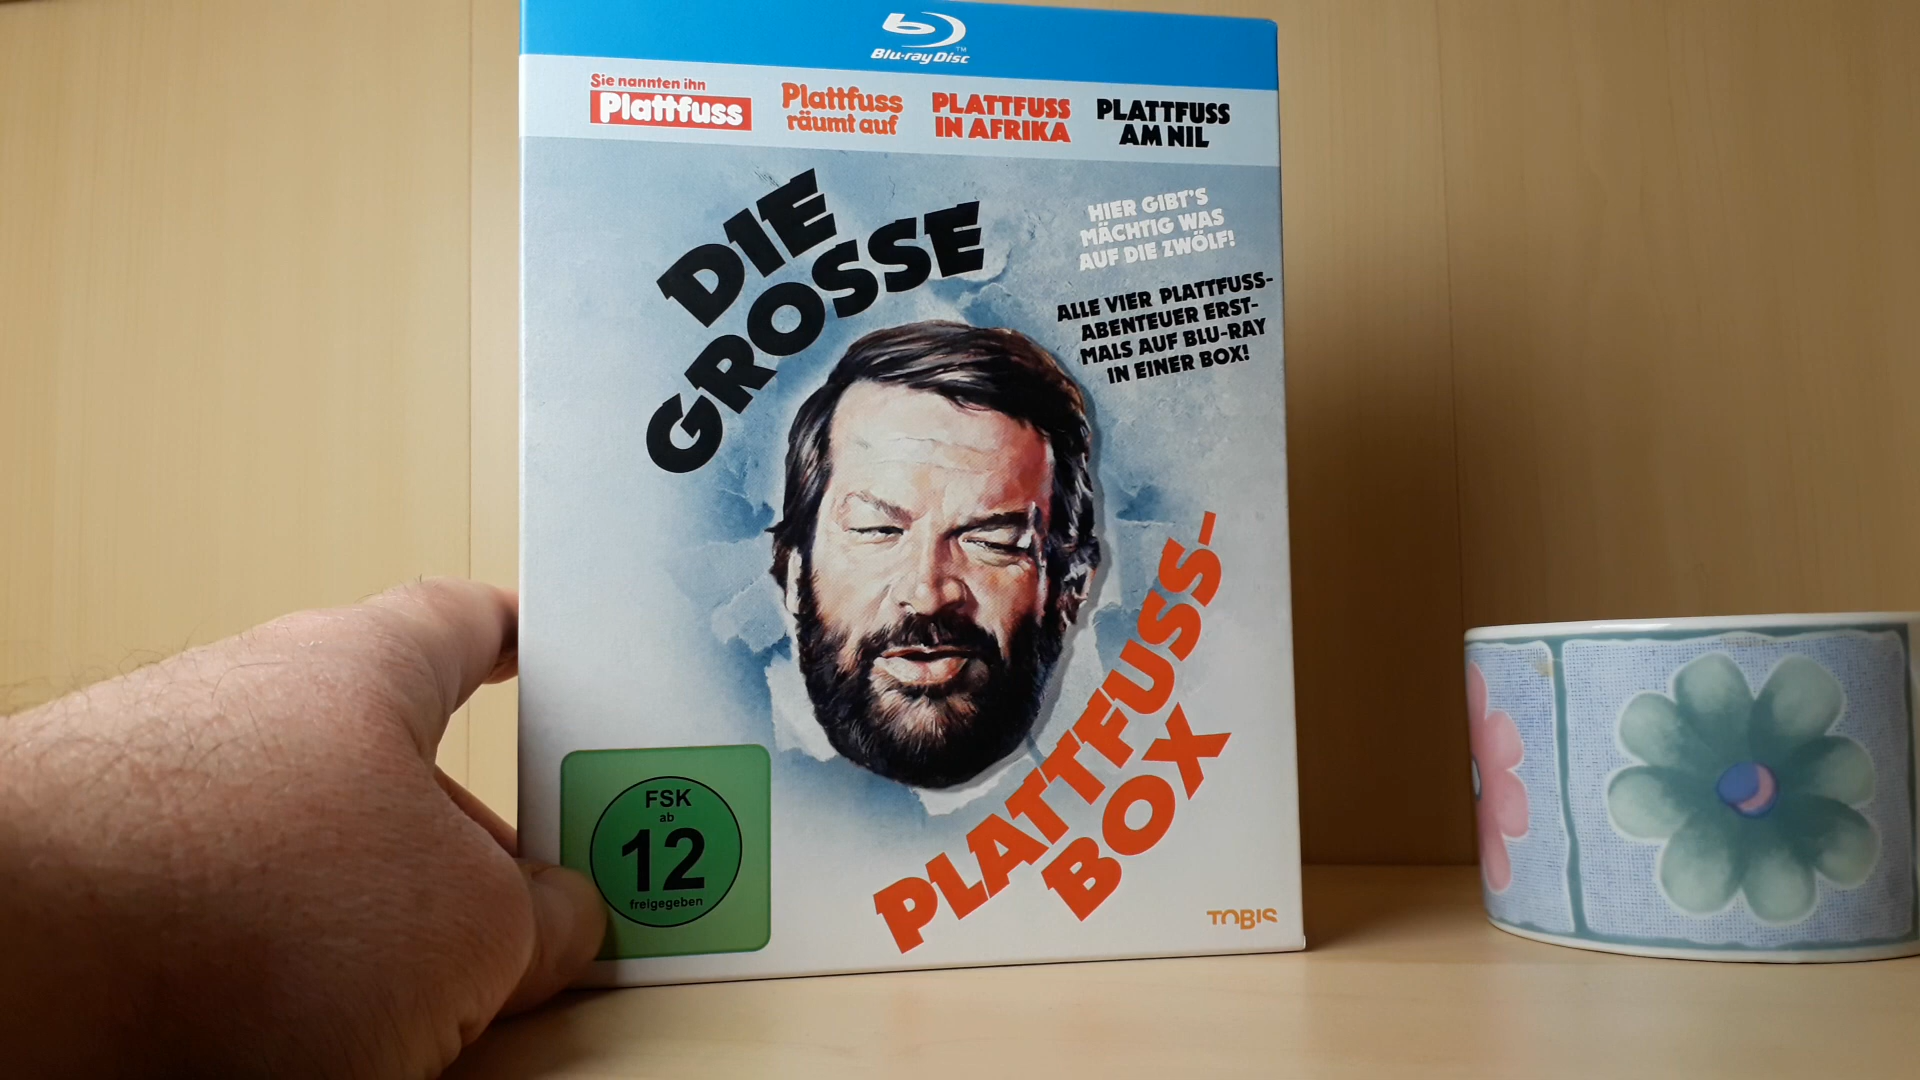 Blu-ray Disc™
Sie nannten ihn
Plattfuss
Plattfuss
räumt auf
PLATTFUSS
IN AFRIKA
PLATTFUSS
AM NIL
DIE
GROSSE
HIER GIBT'S
MÄCHTIG WAS
AUF DIE ZWÖLF!
ALLE VIER PLATTFUSS-
ABENTEUER ERST-
MALS AUF BLU-RAY
IN EINER BOX!
PLATTFUSS-
BOX
FSK
ab
12
freigegeben
TOBIS